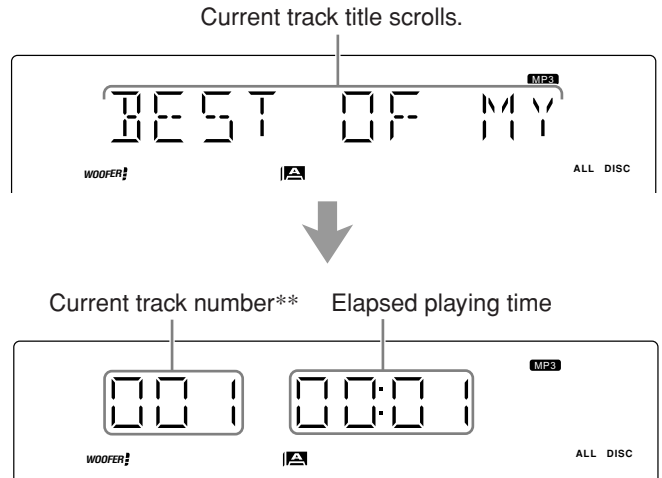 Current track title scrolls.
MP3
BEST OF MY
WOOFER A ALL DISC
Current track number** Elapsed playing time
MP3
001 00:01
WOOFER A ALL DISC